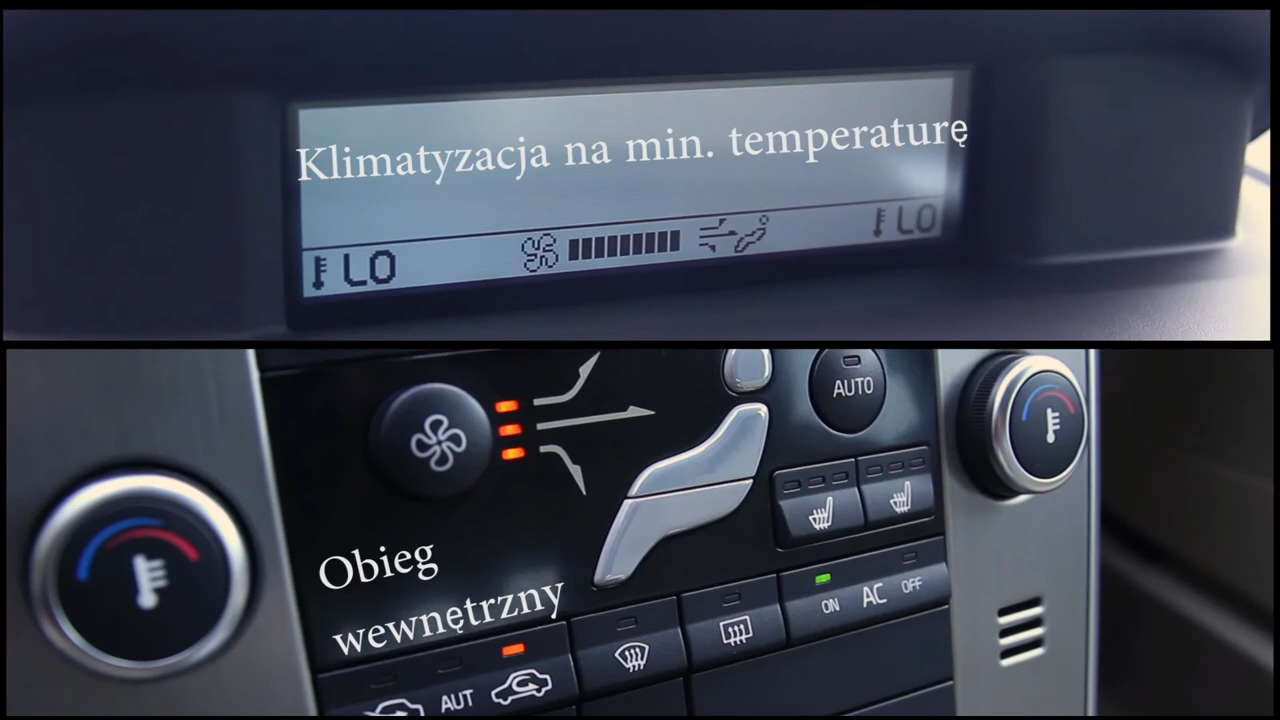 Klimatyzacja na min. temperaturę
LO
LO
AUTO
Obieg
wewnętrzny
ON AC OFF
AUT